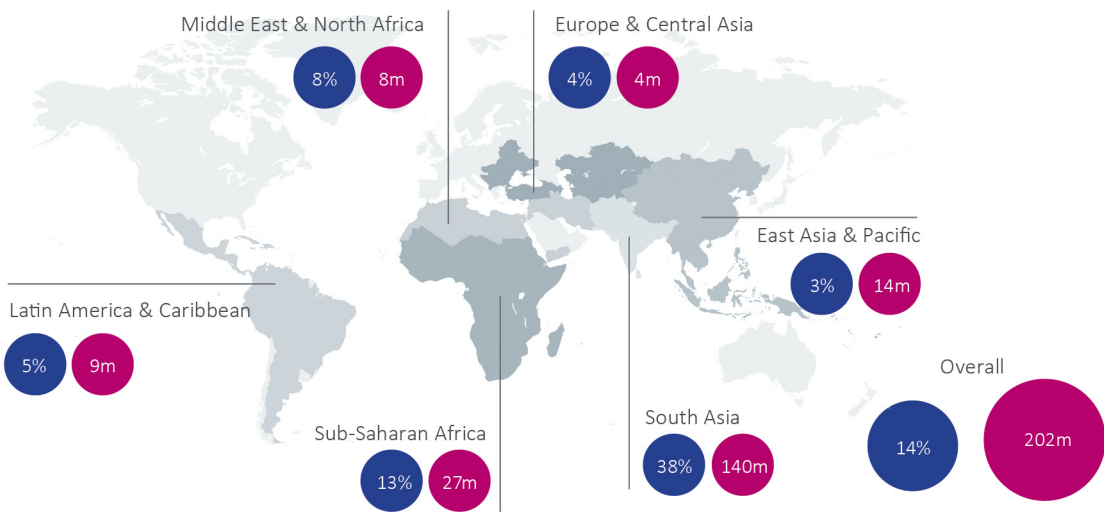 Middle East & North Africa
8%
8m
Europe & Central Asia
4%
4m
East Asia & Pacific
3%
14m
Latin America & Caribbean
5%
9m
Overall
14%
202m
Sub-Saharan Africa
13%
27m
South Asia
38%
140m